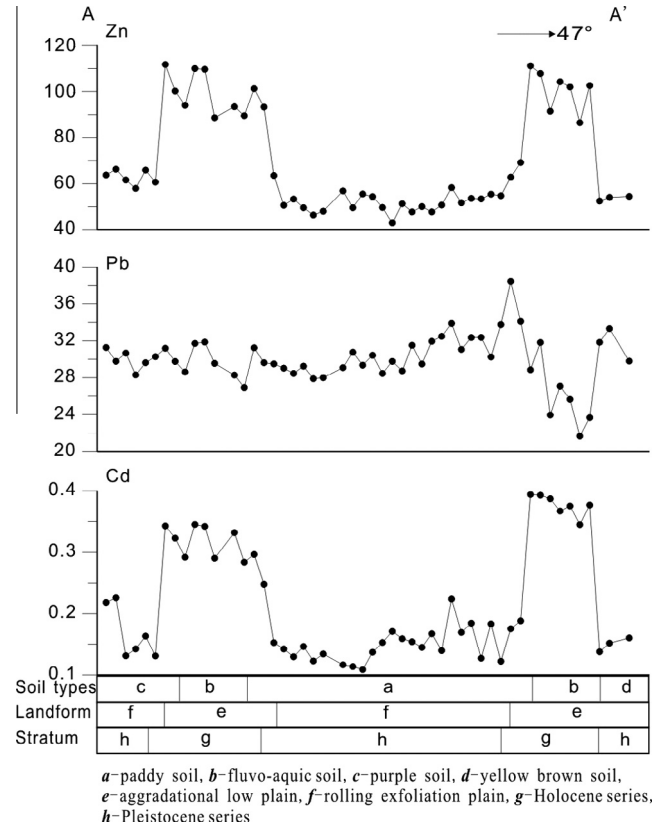 A A'
Zn 47°
120
100
80
60
40
Pb
40
36
32
28
24
20
Cd
0.4
0.3
0.2
0.1
Soil types c b a b d
Landform f e f e
Stratum h g h g h
a-paddy soil, b-fluvo-aquic soil, c-purple soil, d-yellow brown soil,
e-aggradational low plain, f-rolling exfoliation plain, g-Holocene series,
h-Pleistocene series